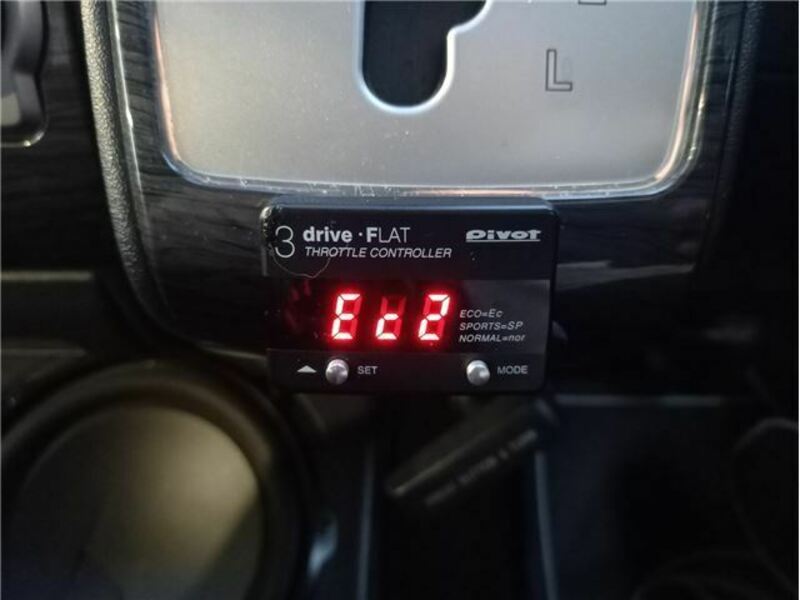 L
3 drive·FLAT
THROTTLE CONTROLLER
Pivot
Ec2
ECO=Ec
SPORTS=SP
NORMAL=nor
SET
MODE